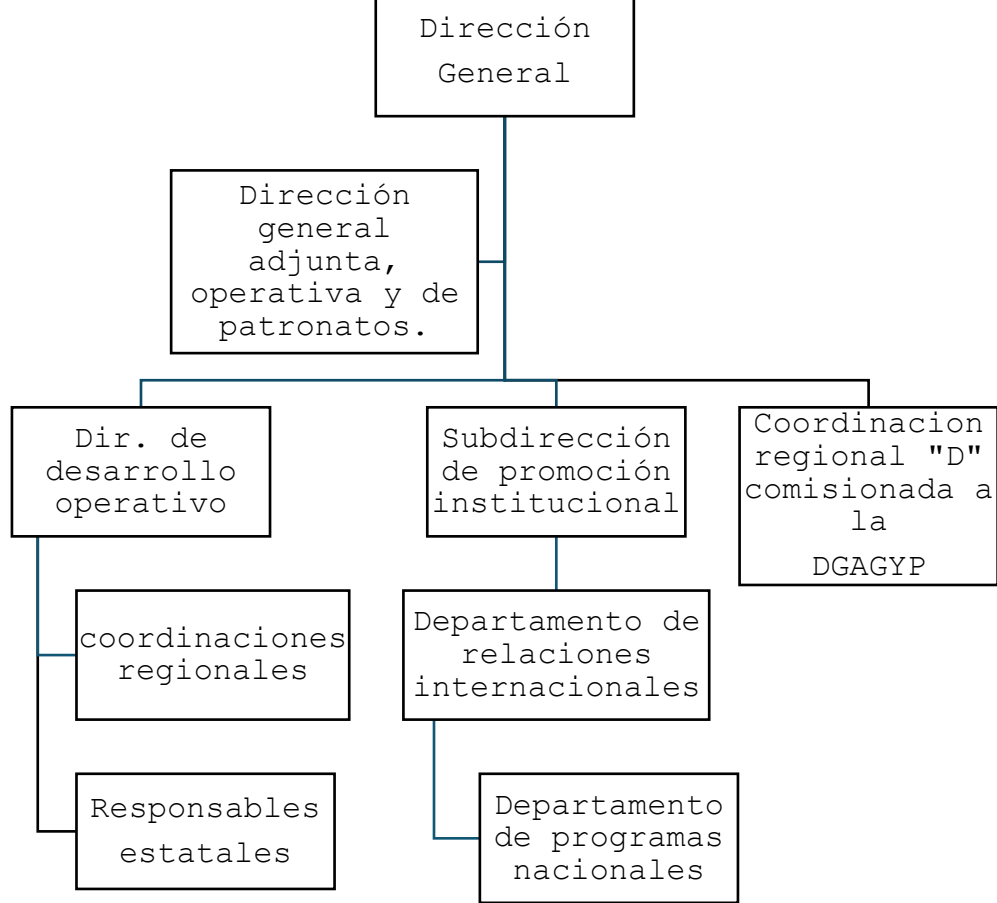 Dirección
General
Dirección
general
adjunta,
operativa y de
patronatos.
Dir. de
desarrollo
operativo
Subdirección
de promoción
institucional
Coordinacion
regional "D"
comisionada a
la
DGAGYP
coordinaciones
regionales
Departamento de
relaciones
internacionales
Responsables
estatales
Departamento
de programas
nacionales